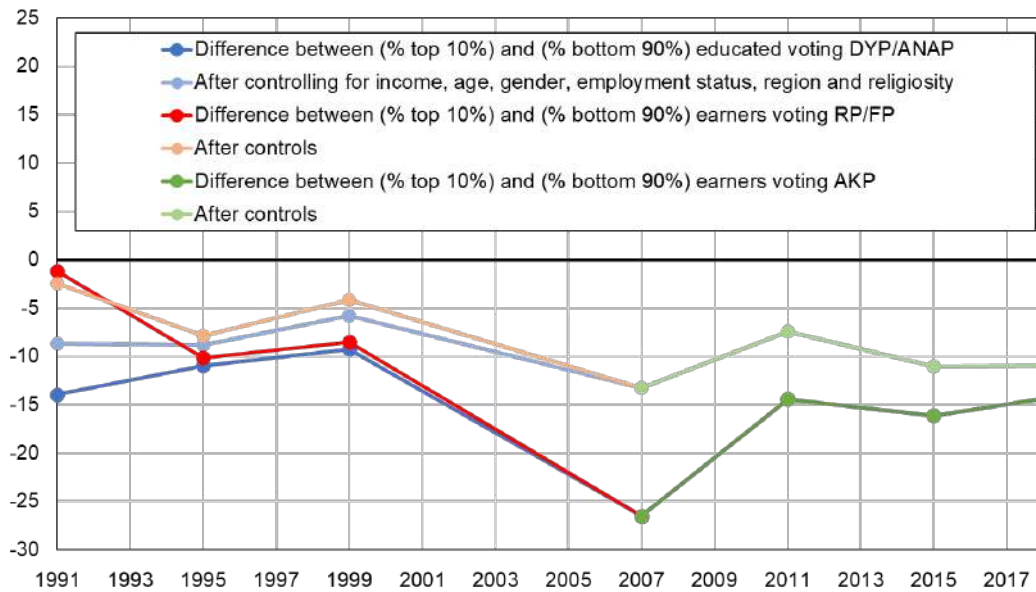 25
20
15
10
5
0
-5
-10
-15
-20
-25
-30
Difference between (% top 10%) and (% bottom 90%) educated voting DYP/ANAP
After controlling for income, age, gender, employment status, region and religiosity
Difference between (% top 10%) and (% bottom 90%) earners voting RP/FP
After controls
Difference between (% top 10%) and (% bottom 90%) earners voting AKP
After controls
1991 1993 1995 1997 1999 2001 2003 2005 2007 2009 2011 2013 2015 2017